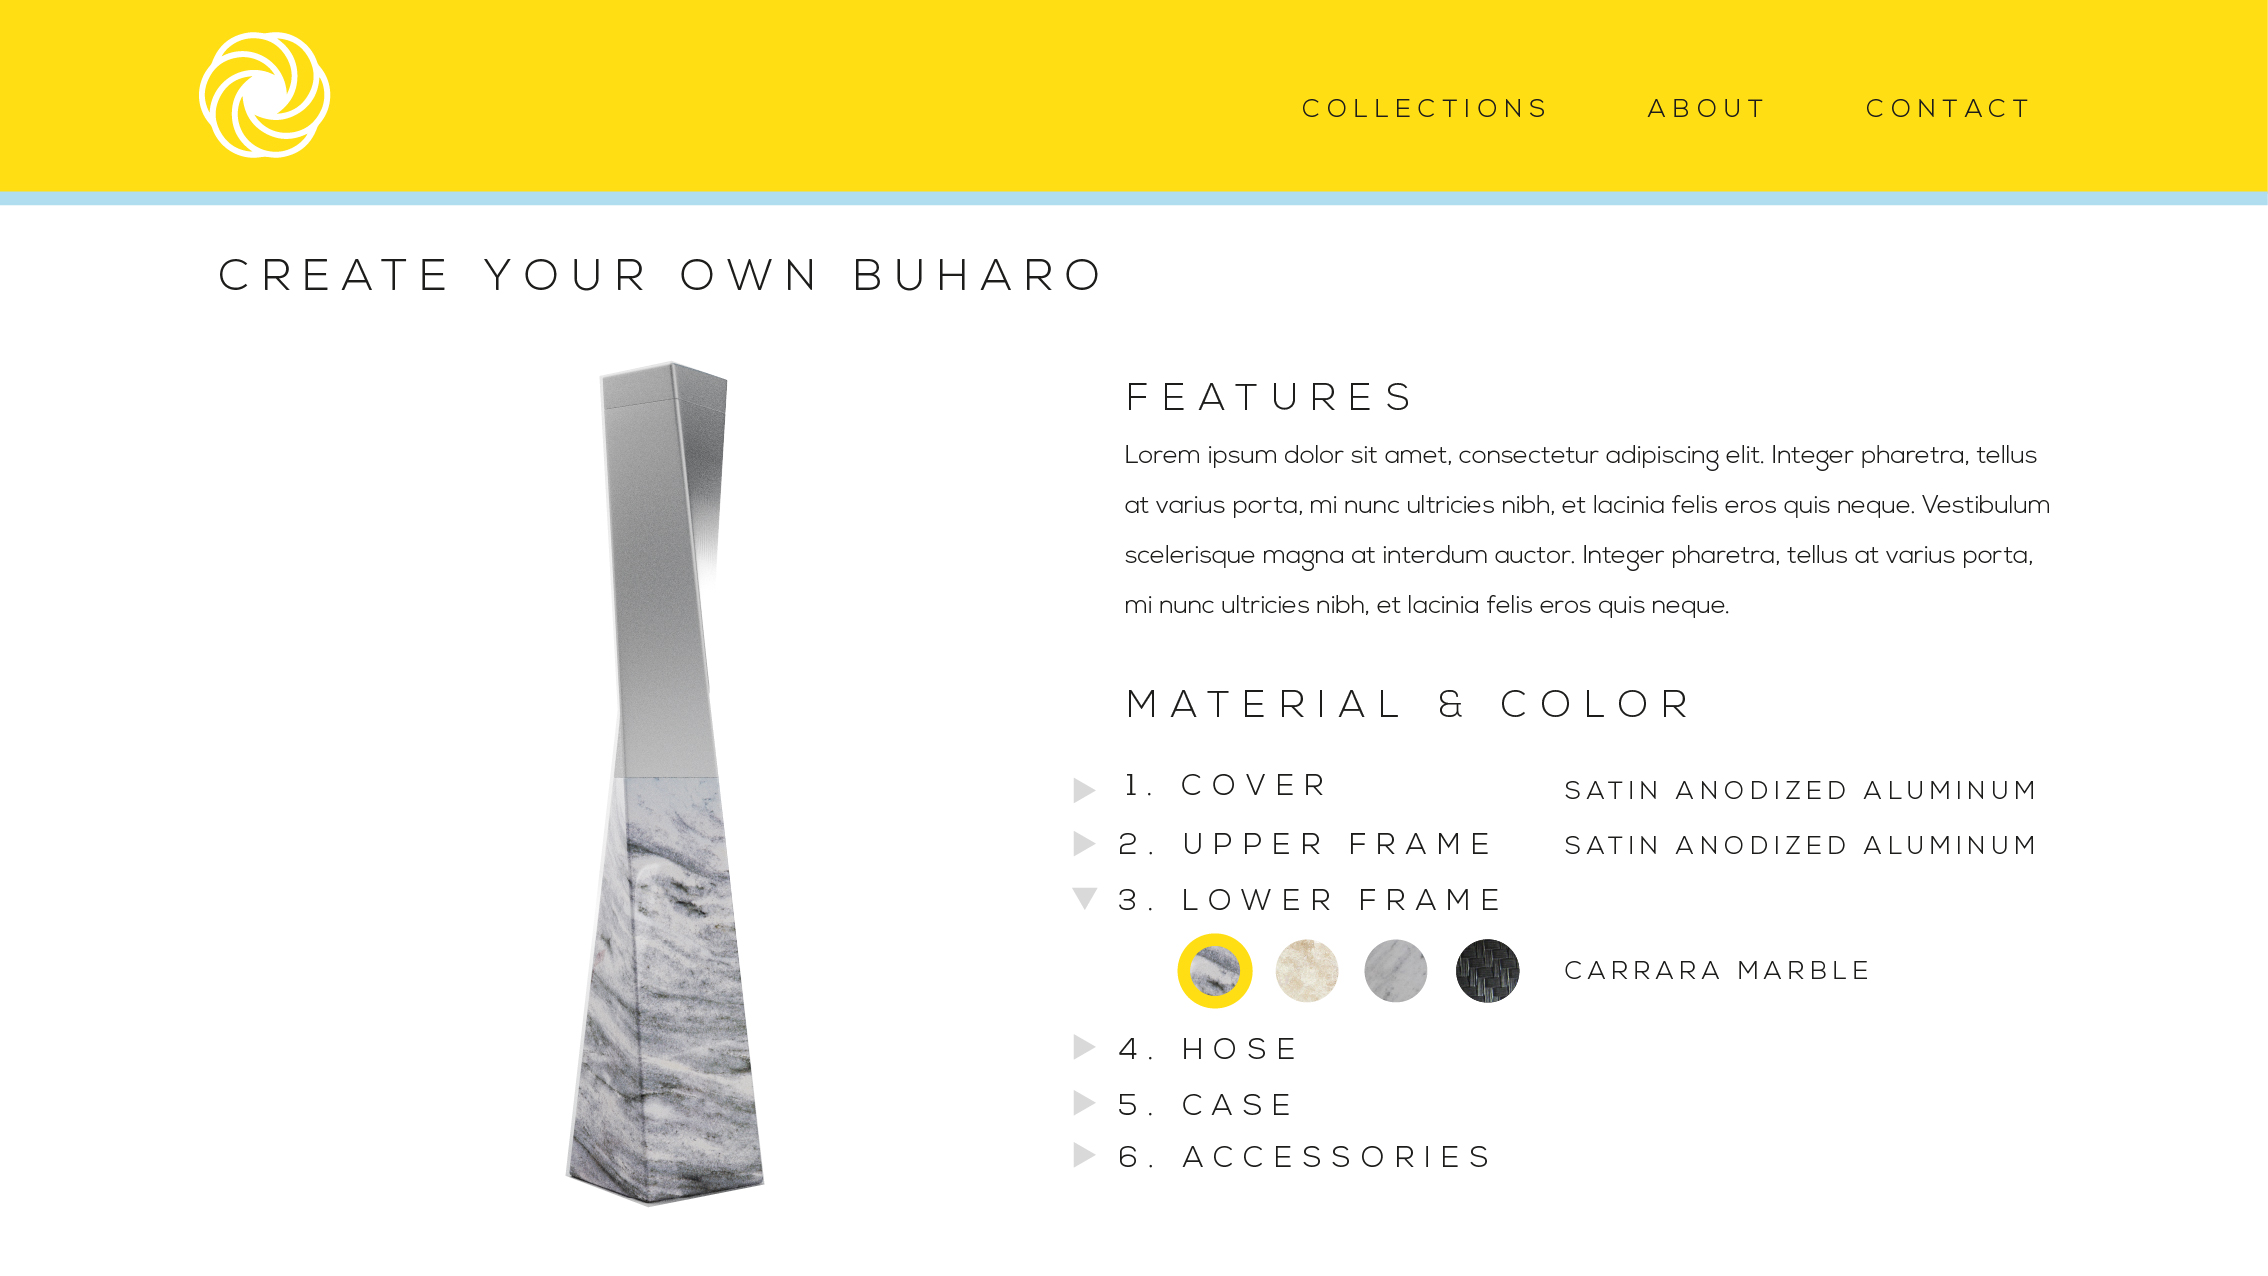 COLLECTIONS ABOUT CONTACT
CREATE YOUR OWN BUHARO
FEATURES
Lorem ipsum dolor sit amet, consectetur adipiscing elit. Integer pharetra, tellus
at varius porta, mi nunc ultricies nibh, et lacinia felis eros quis neque. Vestibulum
scelerisque magna at interdum auctor. Integer pharetra, tellus at varius porta,
mi nunc ultricies nibh, et lacinia felis eros quis neque.
MATERIAL & COLOR
1. COVER SATIN ANODIZED ALUMINUM
2. UPPER FRAME SATIN ANODIZED ALUMINUM
3. LOWER FRAME
CARRARA MARBLE
4. HOSE
5. CASE
6. ACCESSORIES